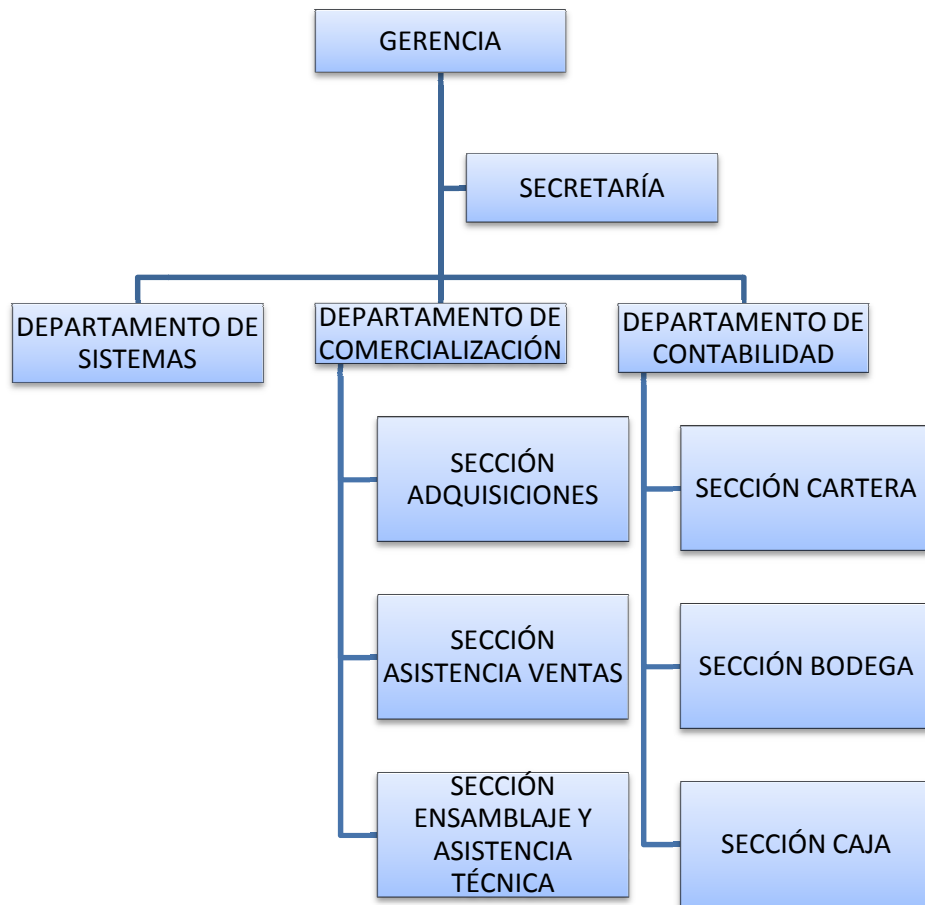 GERENCIA
SECRETARÍA
DEPARTAMENTO DE
SISTEMAS
DEPARTAMENTO DE
COMERCIALIZACIÓN
DEPARTAMENTO DE
CONTABILIDAD
SECCIÓN
ADQUISICIONES
SECCIÓN
ASISTENCIA VENTAS
SECCIÓN
ENSAMBLAJE Y
ASISTENCIA
TÉCNICA
SECCIÓN CARTERA
SECCIÓN BODEGA
SECCIÓN CAJA